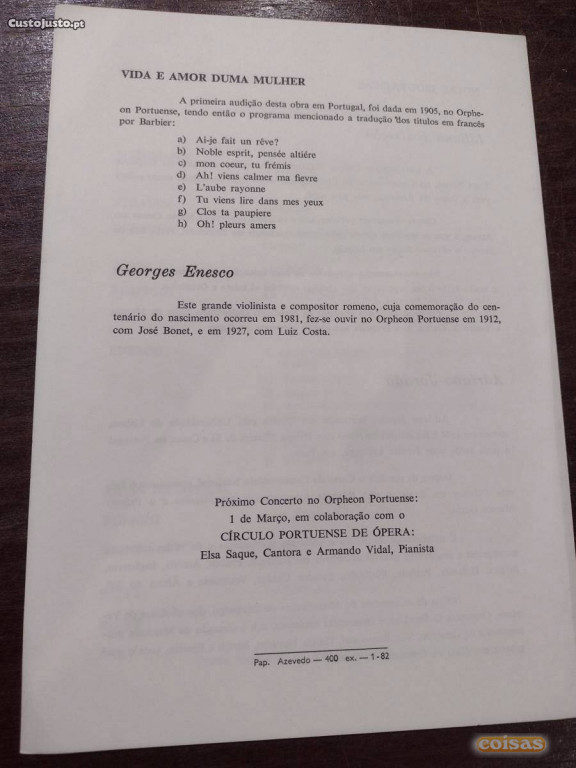 CustoJusto.pt
VIDA E AMOR DUMA MULHER
A primeira audição desta obra em Portugal, foi dada em 1905, no Orphe-
on Portuense, tendo então o programa mencionado a tradução dos títulos em francês
por Barbier:
a) Ai-je fait un rêve?
b) Noble esprit, pensée altiére
c) mon coeur, tu frémis
d) Ah! viens calmer ma fievre
e) L'aube rayonne
f) Tu viens lire dans mes yeux
g) Clos ta paupiere
h) Oh! pleurs amers
Georges Enesco
Este grande violinista e compositor romeno, cuja comemoração do cen-
tenário do nascimento ocorreu em 1981, fez-se ouvir no Orpheon Portuense em 1912,
com José Bonet, e em 1927, com Luiz Costa.
Próximo Concerto no Orpheon Portuense:
1 de Março, em colaboração com o
CÍRCULO PORTUENSE DE ÓPERA:
Elsa Saque, Cantora e Armando Vidal, Pianista
Pap. Azevedo — 400 ex. — 1-82
coisas